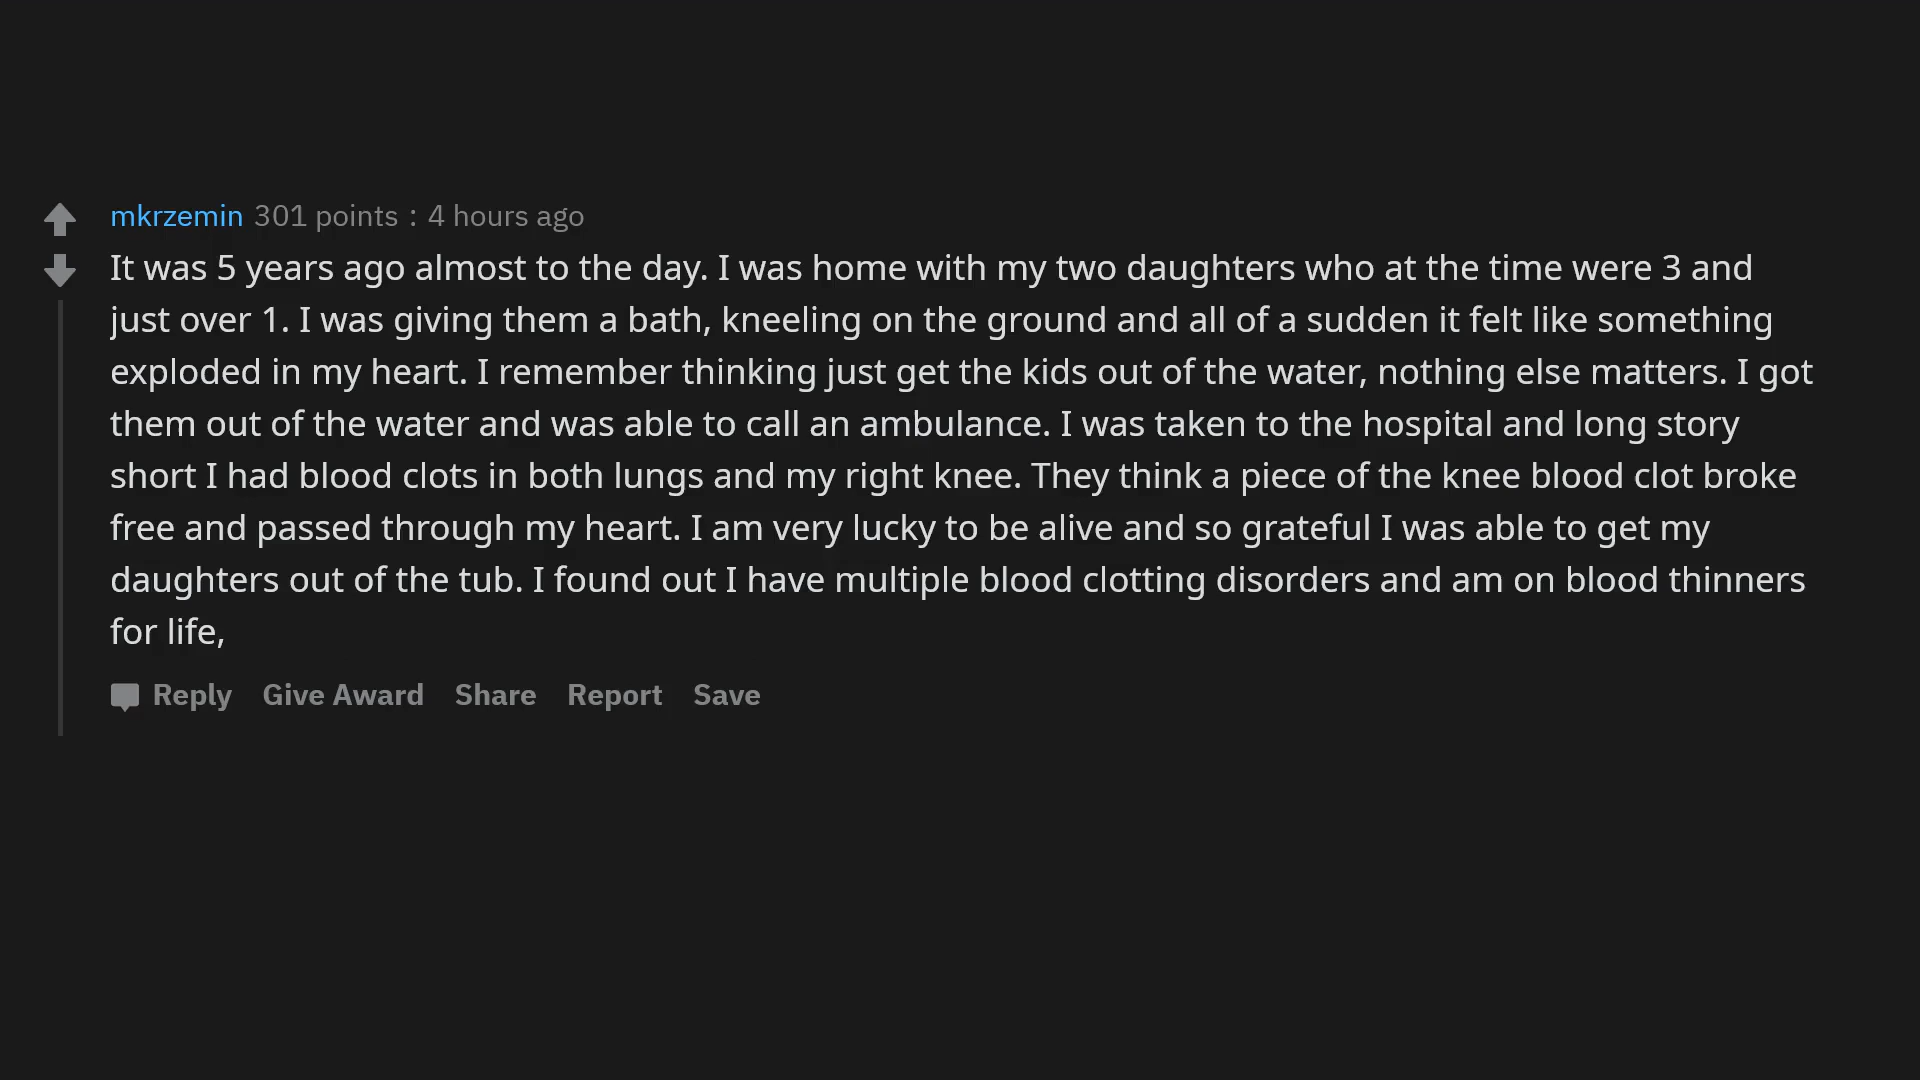 mkrzemin 301 points : 4 hours ago
It was 5 years ago almost to the day. I was home with my two daughters who at the time were 3 and
just over 1. I was giving them a bath, kneeling on the ground and all of a sudden it felt like something
exploded in my heart. I remember thinking just get the kids out of the water, nothing else matters. I got
them out of the water and was able to call an ambulance. I was taken to the hospital and long story
short I had blood clots in both lungs and my right knee. They think a piece of the knee blood clot broke
free and passed through my heart. I am very lucky to be alive and so grateful I was able to get my
daughters out of the tub. I found out I have multiple blood clotting disorders and am on blood thinners
for life,
Reply Give Award Share Report Save